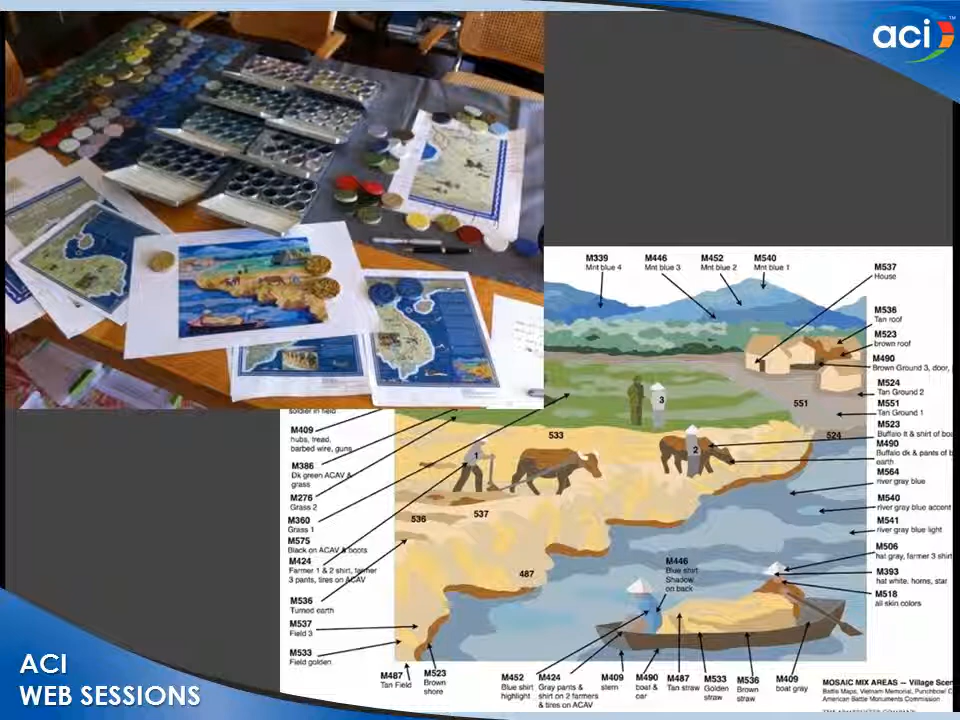 aci
TM
M339
Mnt blue 4
M446
Mnt blue 3
M452
Mnt blue 2
M540
Mnt blue 1
M537
House
M536
Tan roof
M523
brown roof
M490
Brown Ground 3, door,
M524
Tan Ground 2
M551
Tan Ground 1
M523
Buffalo lt & shirt of
M490
Buffalo dk & pants of
earth
M564
river gray blue
M540
river gray blue accent
M541
river gray blue light
M506
hat gray, farmer 3 shirt
M393
hat white, horns, star
M518
all skin colors
soldier in field
M409
hubs, tread,
barbed wire, guns
M386
Dk green ACAV &
grass
M276
Grass 2
M360
Grass 1
M575
Black on ACAV & boots
M424
Farmer 1 & 2 shirt, farmer
3 pants, tires on ACAV
M536
Turned earth
M537
Field 3
M533
Field golden
3
551
524
533
1
2
536
537
487
M446
Blue shirt
Shadow
on back
M487
Tan Field
M523
Brown
shore
M452
Blue shirt
highlight
M424
Gray pants &
shirt on 2 farmers
& tires on ACAV
M409
stern
M490
boat &
oar
M487
Tan straw
M533
Golden
straw
M536
Brown
straw
M409
boat gray
MOSAIC MIX AREAS — Village Scen
Battle Maps, Vietnam Memorial, Punchbowl C
American Battle Monuments Commission
ACI
WEB SESSIONS